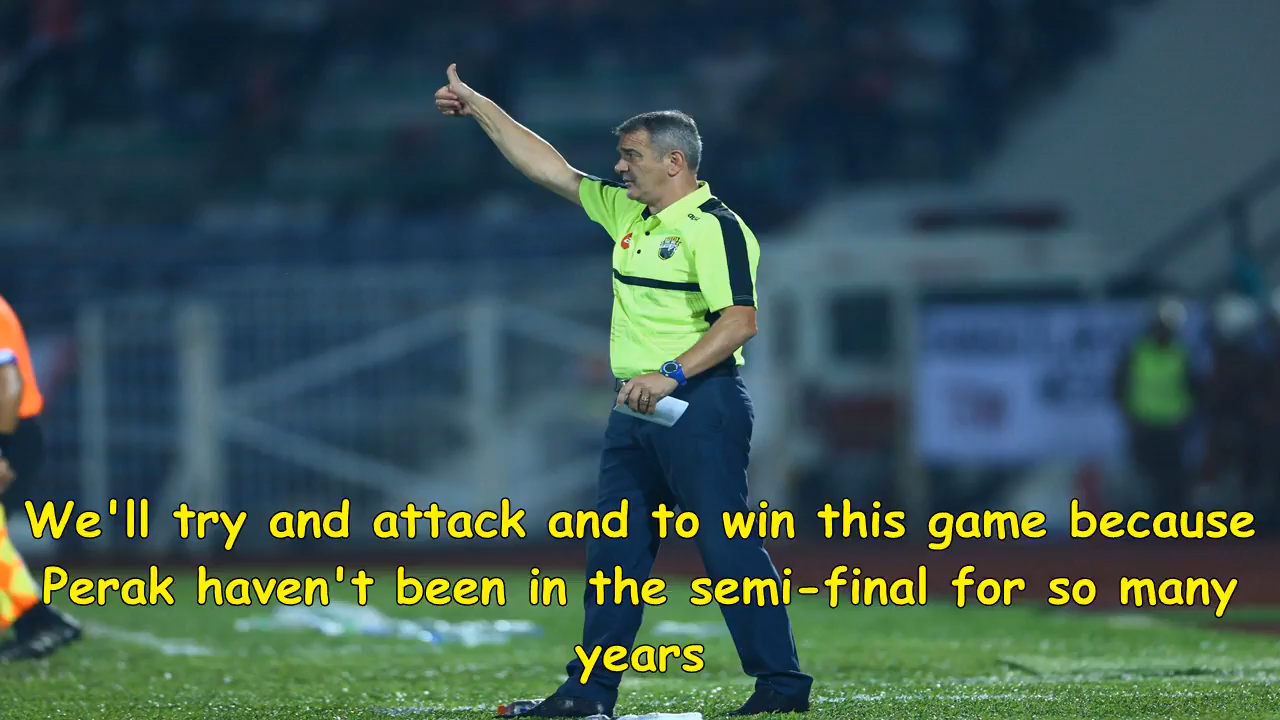 We'll try and attack and to win this game because
Perak haven't been in the semi-final for so many
years